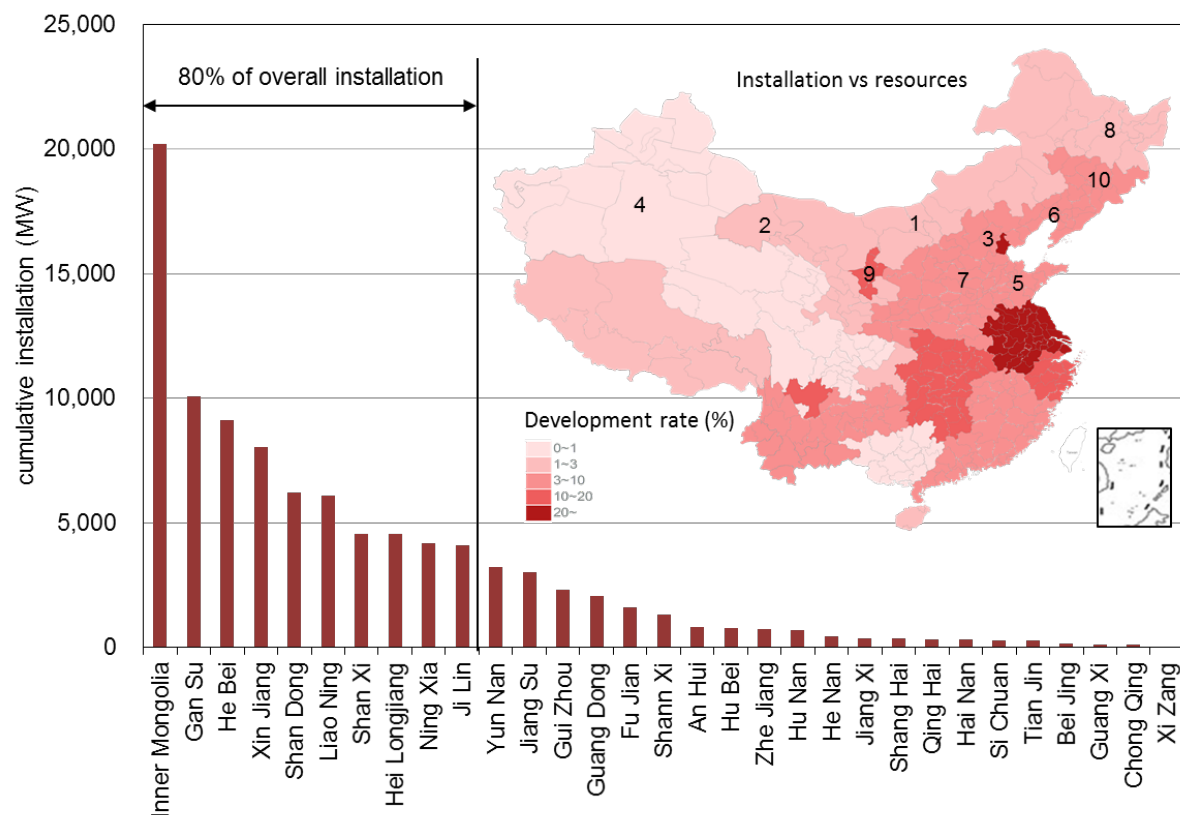 25,000
20,000
15,000
10,000
5,000
0
cumulative installation (MW)
80% of overall installation
Installation vs resources
8
10
4
2
1
6
3
9
7
5
Development rate (%)
0~1
1~3
3~10
10~20
20~
Inner Mongolia
Gan Su
He Bei
Xin Jiang
Shan Dong
Liao Ning
Shan Xi
Hei Longjiang
Ning Xia
Ji Lin
Yun Nan
Jiang Su
Gui Zhou
Guang Dong
Fu Jian
Shann Xi
An Hui
Hu Bei
Zhe Jiang
Hu Nan
He Nan
Jiang Xi
Shang Hai
Qing Hai
Hai Nan
Si Chuan
Tian Jin
Bei Jing
Guang Xi
Chong Qing
Xi Zang